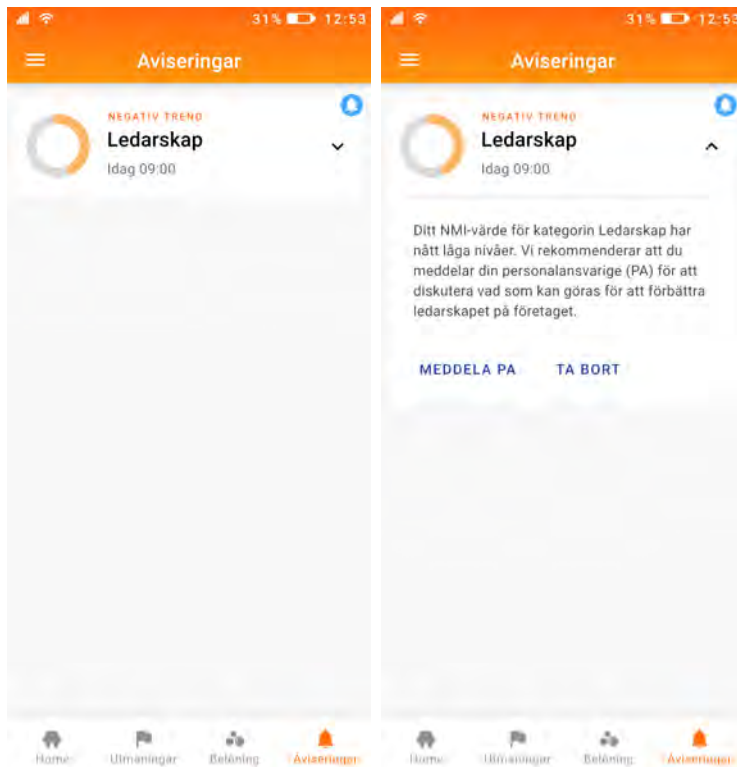 31% 12:53
Aviseringar
NEGATIV TREND
Ledarskap
Idag 09:00
Home
Utmaningar
Belöning
Aviseringar
31% 12:53
Aviseringar
NEGATIV TREND
Ledarskap
Idag 09:00
Ditt NMI-värde för kategorin Ledarskap har
nått låga nivåer. Vi rekommenderar att du
meddelar din personalansvarige (PA) för att
diskutera vad som kan göras för att förbättra
ledarskapet på företaget.
MEDDELA PA TA BORT
Home
Utmaningar
Belöning
Aviseringar